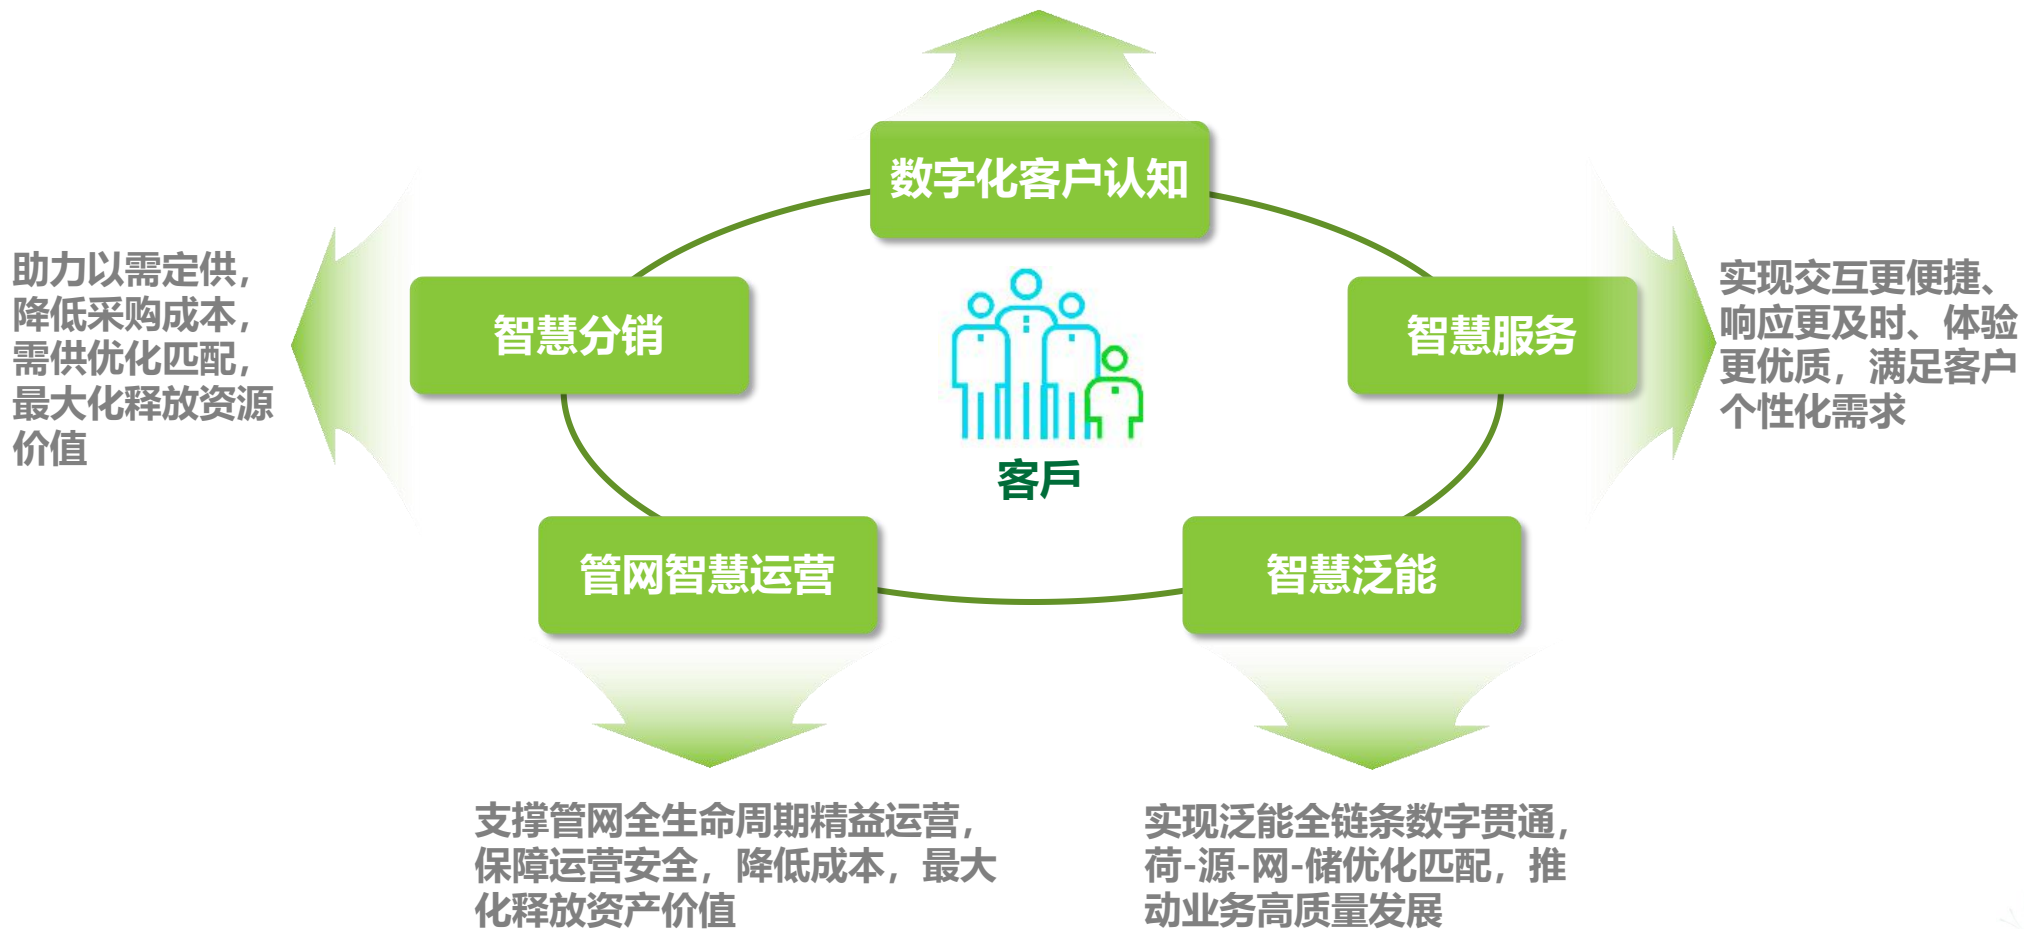 数字化客户认知
助力以需定供，
降低采购成本，
需供优化匹配，
最大化释放资源
价值
智慧分销
智慧服务
实现交互更便捷、
响应更及时、体验
更优质，满足客户
个性化需求
客戶
管网智慧运营
智慧泛能
支撑管网全生命周期精益运营，
保障运营安全，降低成本，最大
化释放资产价值
实现泛能全链条数字贯通，
荷-源-网-储优化匹配，推
动业务高质量发展